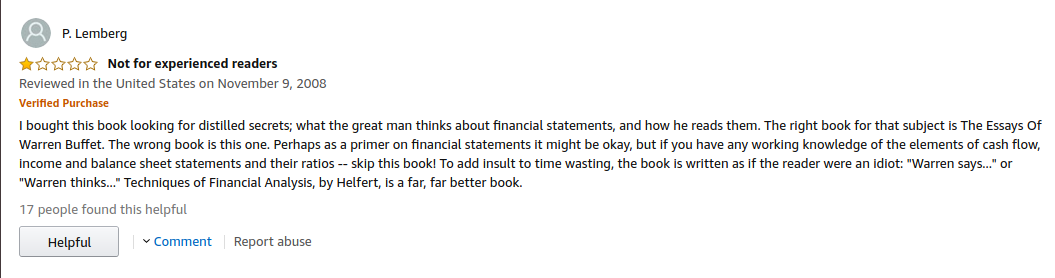 P. Lemberg
Not for experienced readers
Reviewed in the United States on November 9, 2008
Verified Purchase
I bought this book looking for distilled secrets; what the great man thinks about financial statements, and how he reads them. The right book for that subject is The Essays Of
Warren Buffet. The wrong book is this one. Perhaps as a primer on financial statements it might be okay, but if you have any working knowledge of the elements of cash flow,
income and balance sheet statements and their ratios -- skip this book! To add insult to time wasting, the book is written as if the reader were an idiot: "Warren says..." or
"Warren thinks..." Techniques of Financial Analysis, by Helfert, is a far, far better book.
17 people found this helpful
Helpful Comment Report abuse